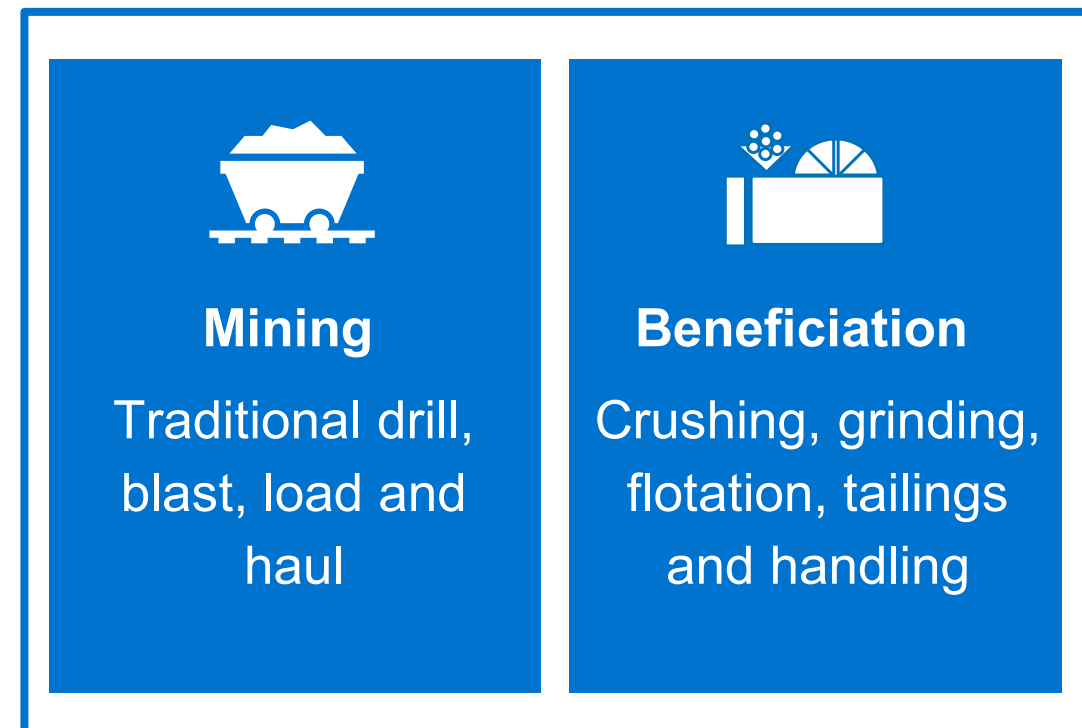 Mining
Traditional drill,
blast, load and
haul
Beneficiation
Crushing, grinding,
flotation, tailings
and handling